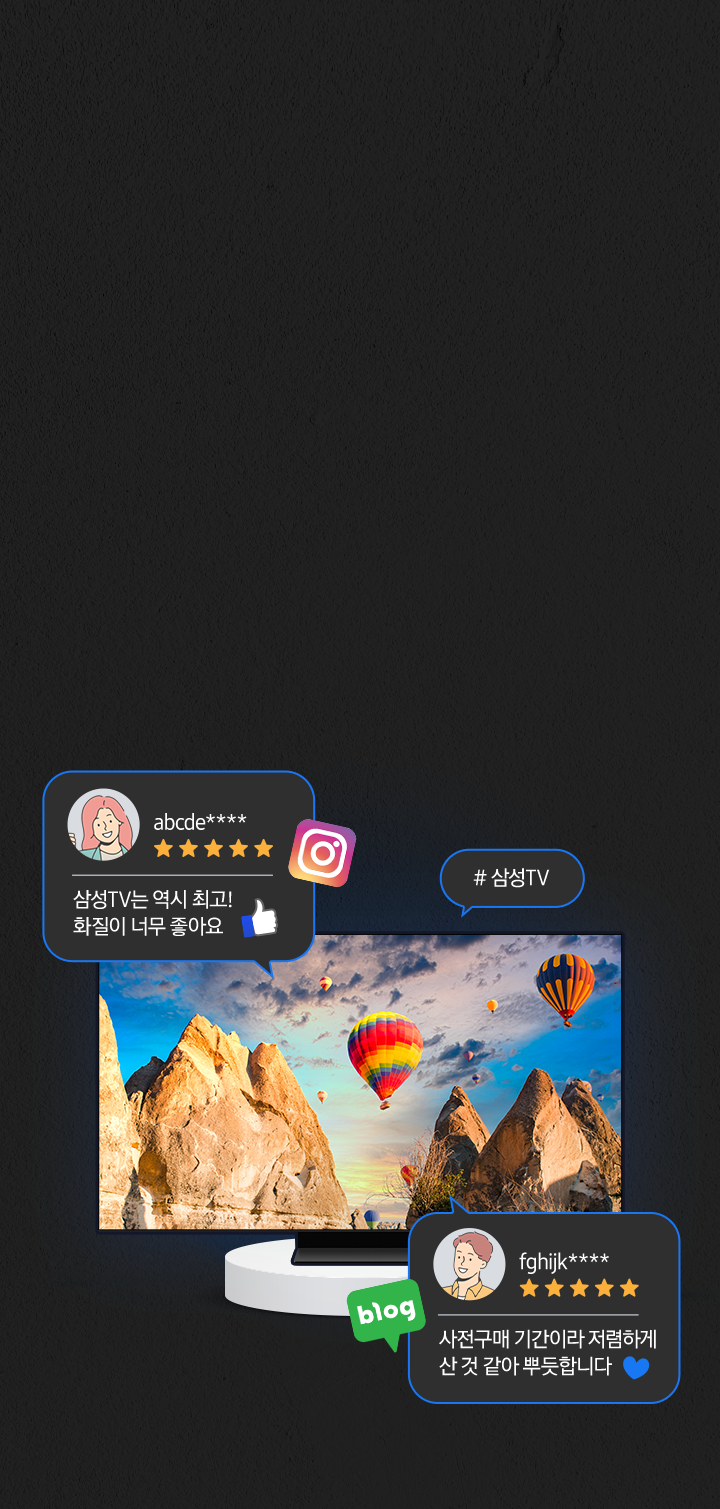 abcde****
삼성TV는 역시 최고!
화질이 너무 좋아요
# 삼성TV
fghijk****
blog
사전구매 기간이라 저렴하게
산 것 같아 뿌듯합니다